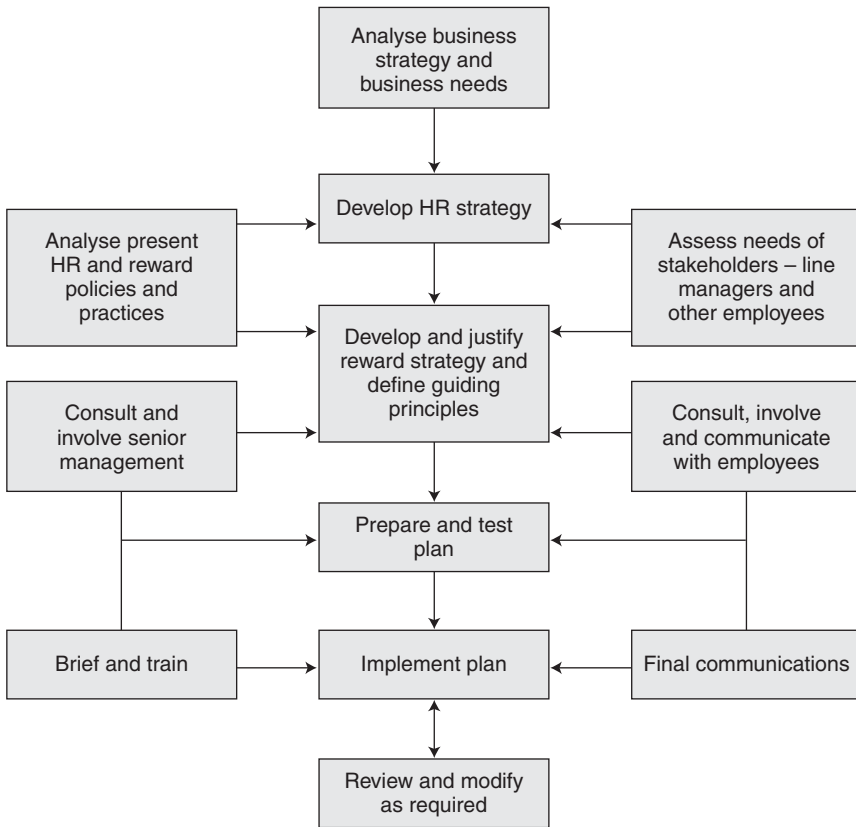 Analyse business
strategy and
business needs
Develop HR strategy
Analyse present
HR and reward
policies and
practices
Assess needs of
stakeholders – line
managers and
other employees
Develop and justify
reward strategy and
define guiding
principles
Consult and
involve senior
management
Consult, involve
and communicate
with employees
Prepare and test
plan
Brief and train
Implement plan
Final communications
Review and modify
as required